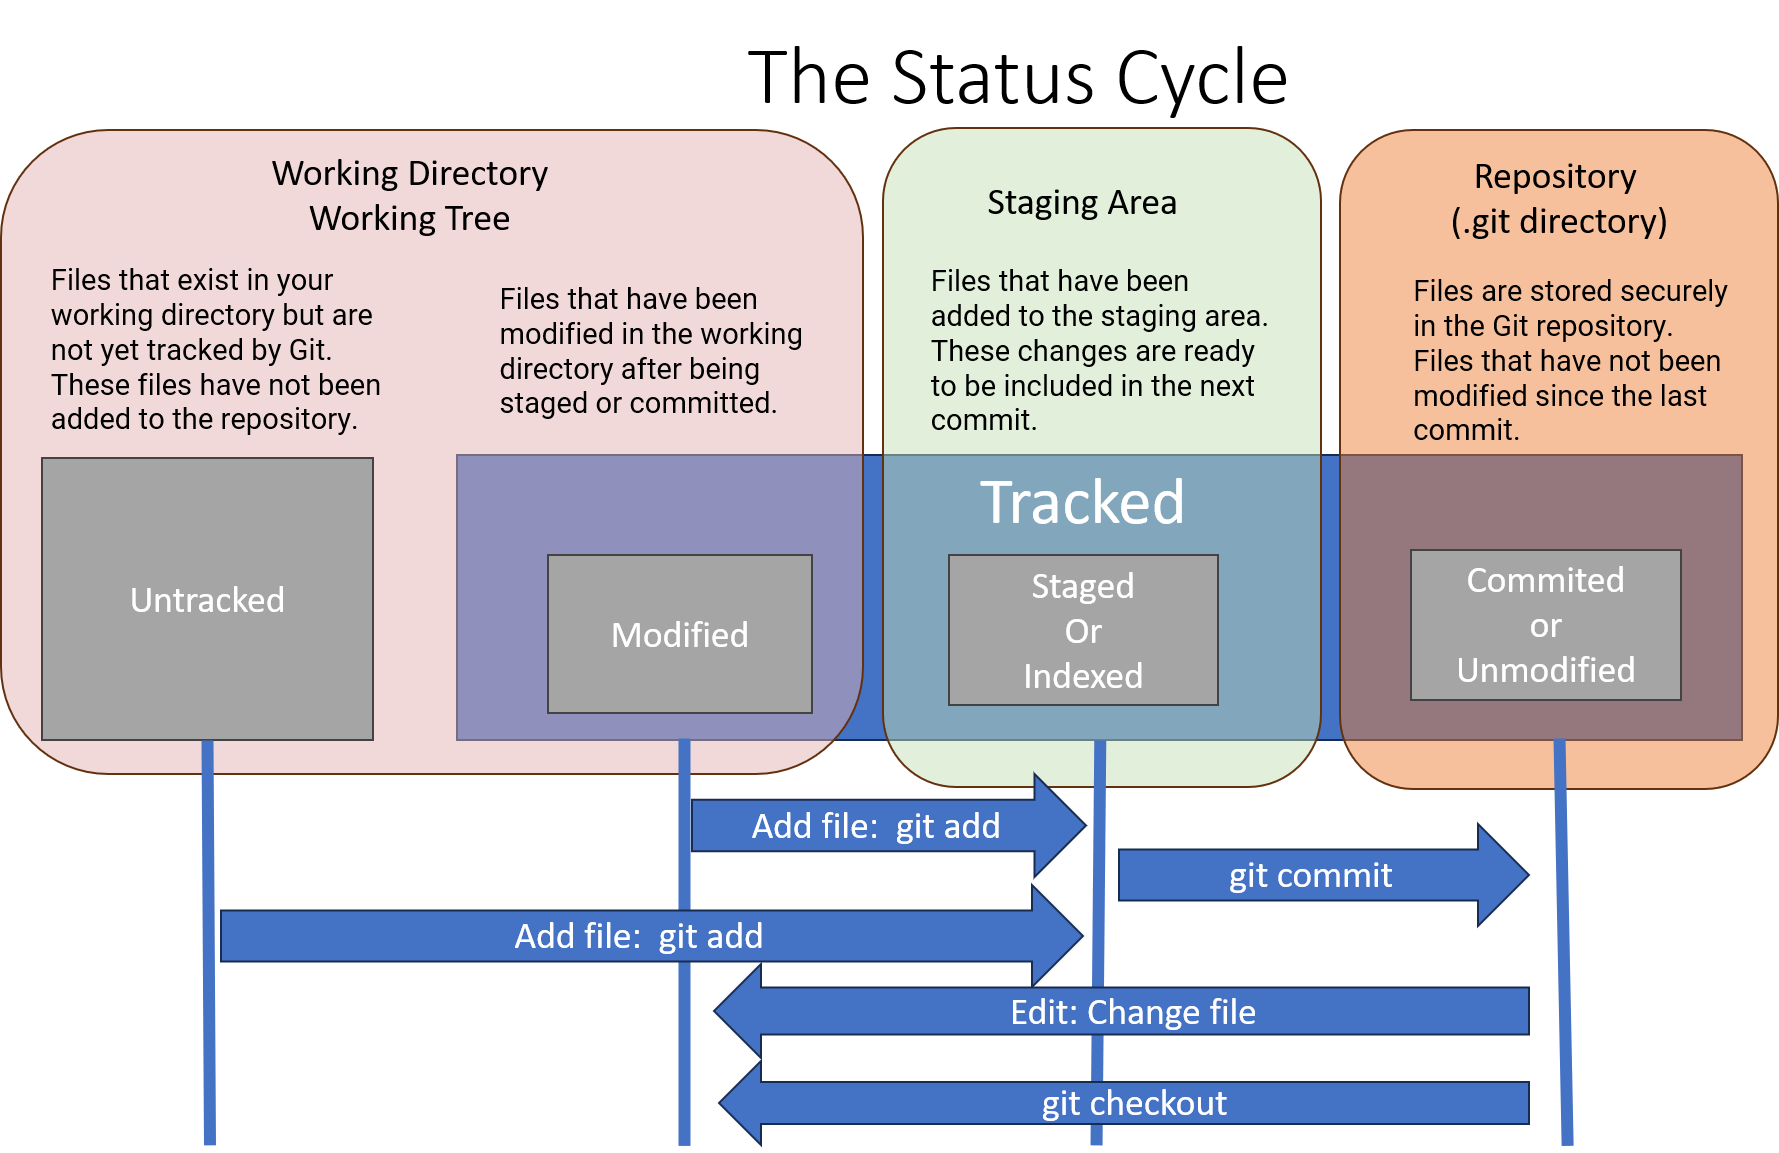 The Status Cycle
Working Directory
Working Tree
Files that exist in your
working directory but are
not yet tracked by Git.
These files have not been
added to the repository.
Files that have been
modified in the working
directory after being
staged or committed.
Staging Area
Files that have been
added to the staging area.
These changes are ready
to be included in the next
commit.
Repository
(.git directory)
Files are stored securely
in the Git repository.
Files that have not been
modified since the last
commit.
Tracked
Untracked
Modified
Staged
Or
Indexed
Commited
or
Unmodified
Add file:  git add
git commit
Add file:  git add
Edit: Change file
git checkout